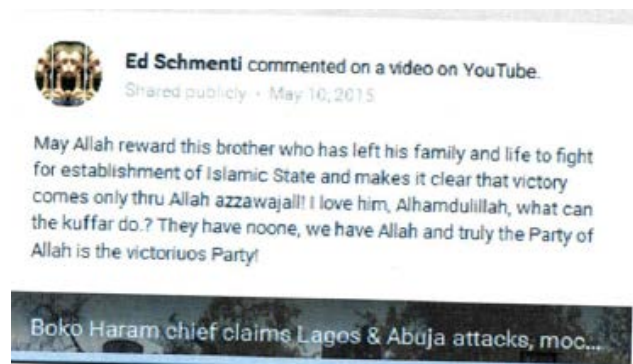 Ed Schmenti commented on a video on YouTube.
Shared publicly - May 10, 2015
May Allah reward this brother who has left his family and life to fight
for establishment of Islamic State and makes it clear that victory
comes only thru Allah azzawajall! I love him, Alhamdulillah, what can
the kuffar do.? They have noone, we have Allah and truly the Party of
Allah is the victoriuos Party!
Boko Haram chief claims Lagos & Abuja attacks, moc...